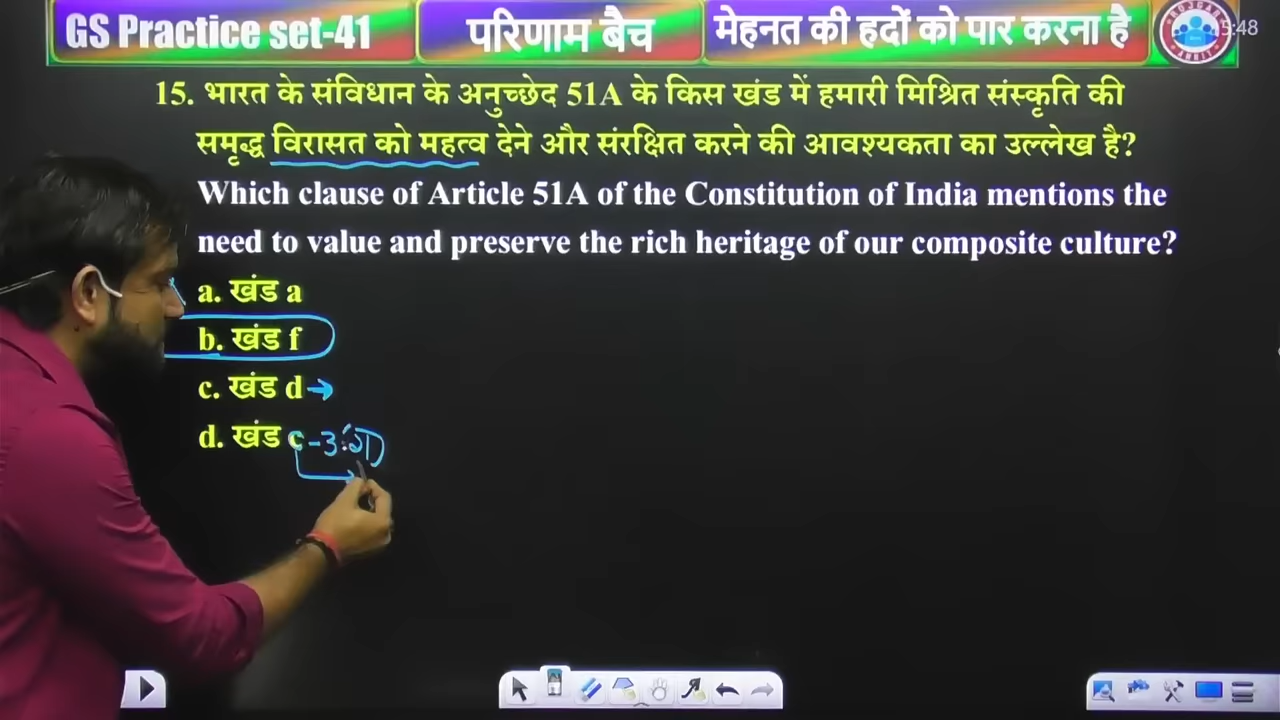 GS Practice set-41
परिणाम बैच
मेहनत की हदों को पार करना है
5:48
15. भारत के संविधान के अनुच्छेद 51A के किस खंड में हमारी मिश्रित संस्कृति की
समृद्ध विरासत को महत्व देने और संरक्षित करने की आवश्यकता का उल्लेख है?
Which clause of Article 51A of the Constitution of India mentions the
need to value and preserve the rich heritage of our composite culture?
a. खंड a
b. खंड f
c. खंड d
d. खंड c